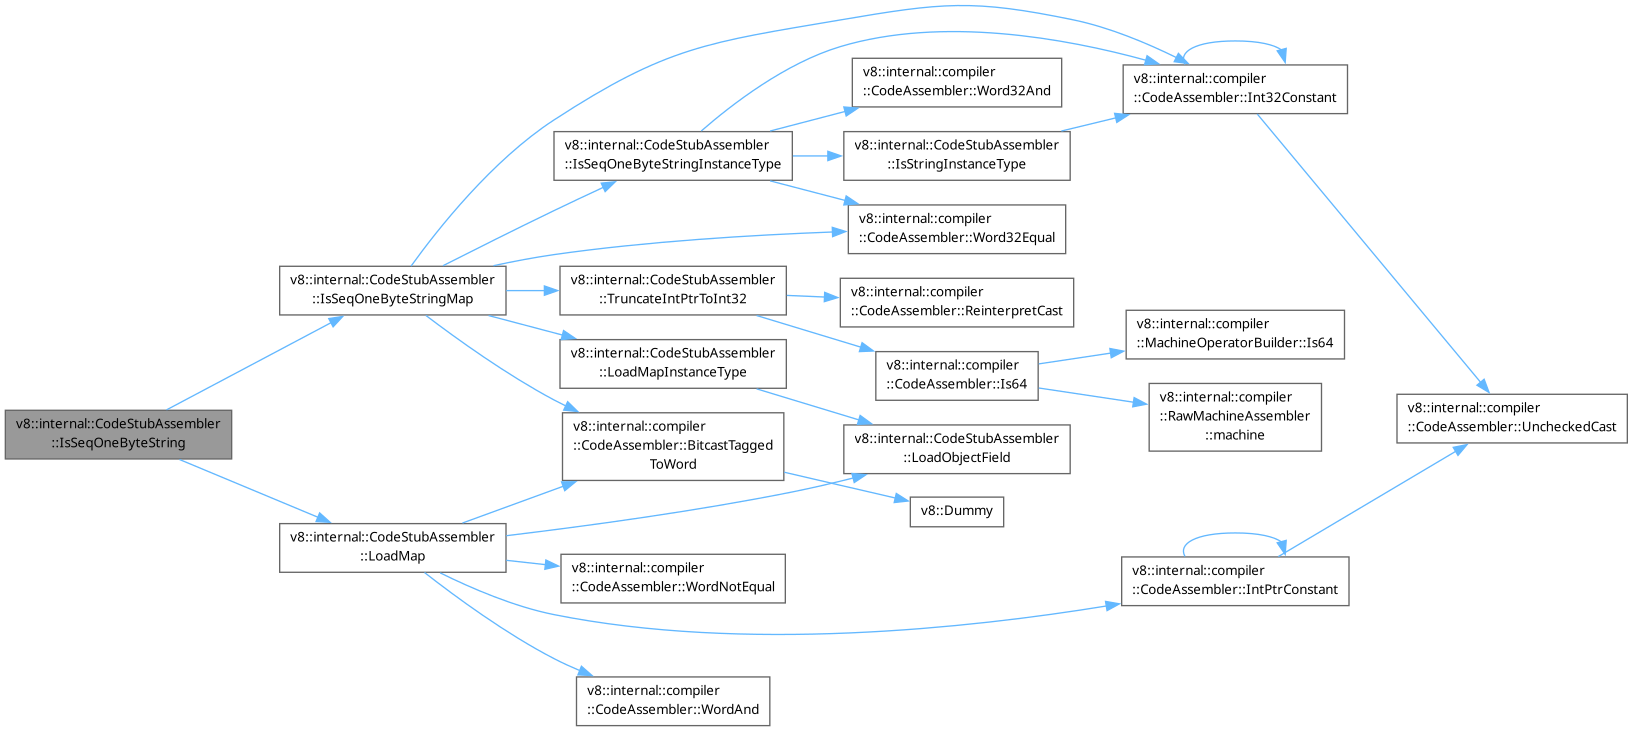 v8::internal::CodeStubAssembler
::IsSeqOneByteString
v8::internal::CodeStubAssembler
::IsSeqOneByteStringMap
v8::internal::CodeStubAssembler
::LoadMap
v8::internal::CodeStubAssembler
::IsSeqOneByteStringInstanceType
v8::internal::CodeStubAssembler
::TruncateIntPtrToInt32
v8::internal::CodeStubAssembler
::LoadMapInstanceType
v8::internal::compiler
::CodeAssembler::BitcastTagged
ToWord
v8::internal::compiler
::CodeAssembler::WordNotEqual
v8::internal::compiler
::CodeAssembler::WordAnd
v8::internal::compiler
::CodeAssembler::Word32And
v8::internal::CodeStubAssembler
::IsStringInstanceType
v8::internal::compiler
::CodeAssembler::Word32Equal
v8::internal::compiler
::CodeAssembler::ReinterpretCast
v8::internal::compiler
::CodeAssembler::Is64
v8::internal::CodeStubAssembler
::LoadObjectField
v8::Dummy
v8::internal::compiler
::CodeAssembler::Int32Constant
v8::internal::compiler
::MachineOperatorBuilder::Is64
v8::internal::compiler
::RawMachineAssembler
::machine
v8::internal::compiler
::CodeAssembler::IntPtrConstant
v8::internal::compiler
::CodeAssembler::UncheckedCast